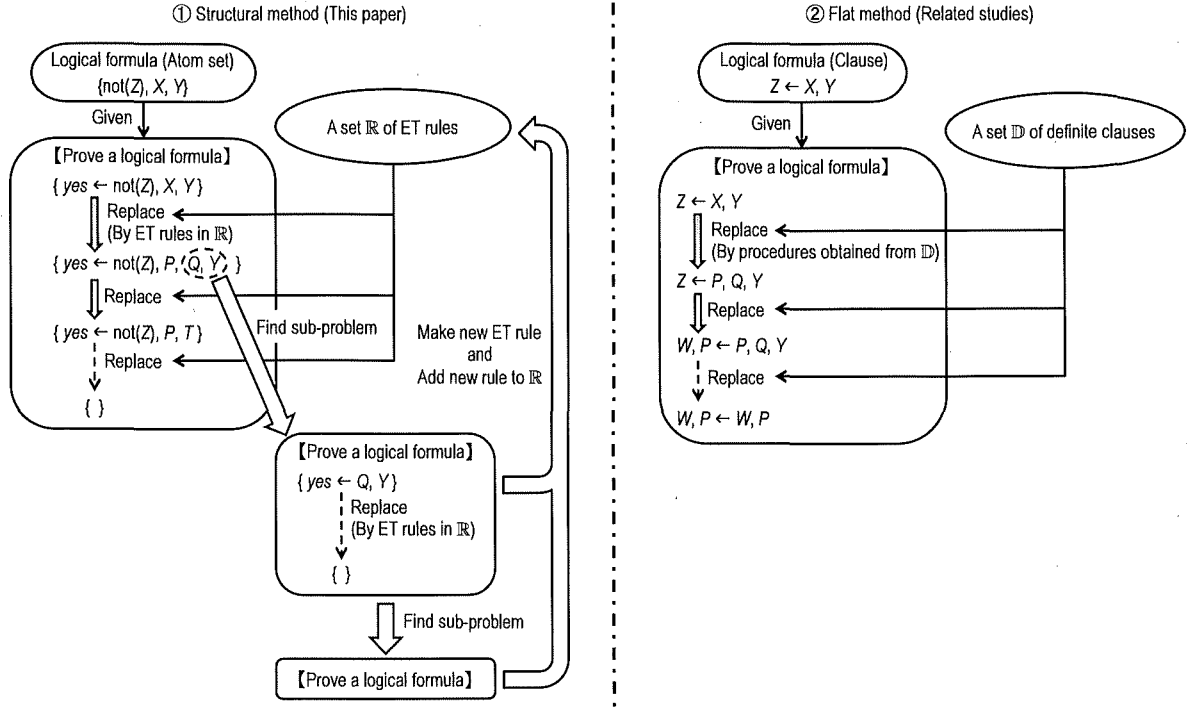 ① Structural method (This paper)
Logical formula (Atom set)
{not(Z), X, Y}
Given
A set ℝ of ET rules
【Prove a logical formula】
{ yes ← not(Z), X, Y}
Replace
(By ET rules in ℝ)
{ yes ← not(Z), P, Q, Y }
Replace
Find sub-problem
{ yes ← not(Z), P, T}
Replace
{ }
Make new ET rule
and
Add new rule to ℝ
【Prove a logical formula】
{ yes ← Q, Y}
Replace
(By ET rules in ℝ)
{ }
Find sub-problem
【Prove a logical formula】
② Flat method (Related studies)
Logical formula (Clause)
Z ← X, Y
Given
A set 𝔻 of definite clauses
【Prove a logical formula】
Z ← X, Y
Replace
(By procedures obtained from 𝔻)
Z ← P, Q, Y
Replace
W, P ← P, Q, Y
Replace
W, P ← W, P